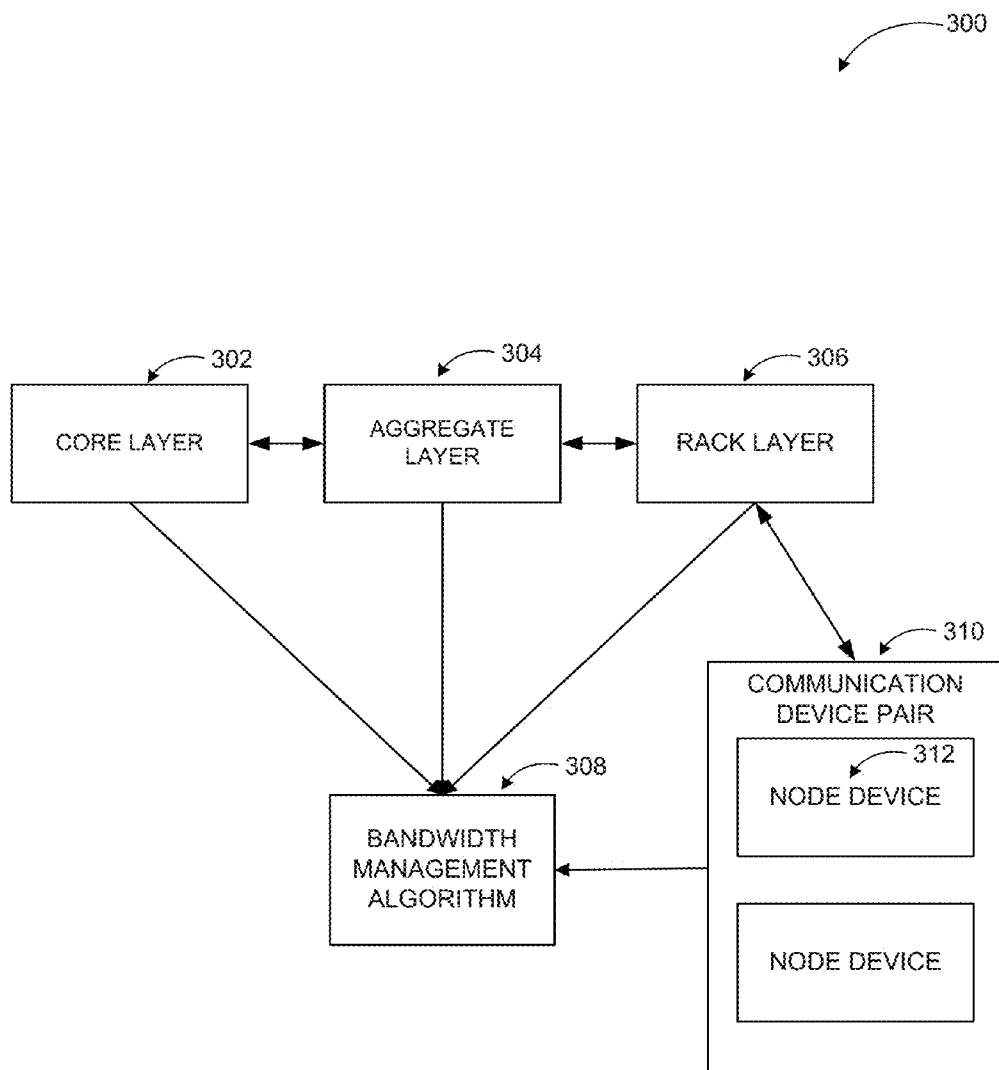 300
302
304
306
CORE LAYER
AGGREGATE
LAYER
RACK LAYER
310
COMMUNICATION
DEVICE PAIR
312
NODE DEVICE
308
BANDWIDTH
MANAGEMENT
ALGORITHM
NODE DEVICE